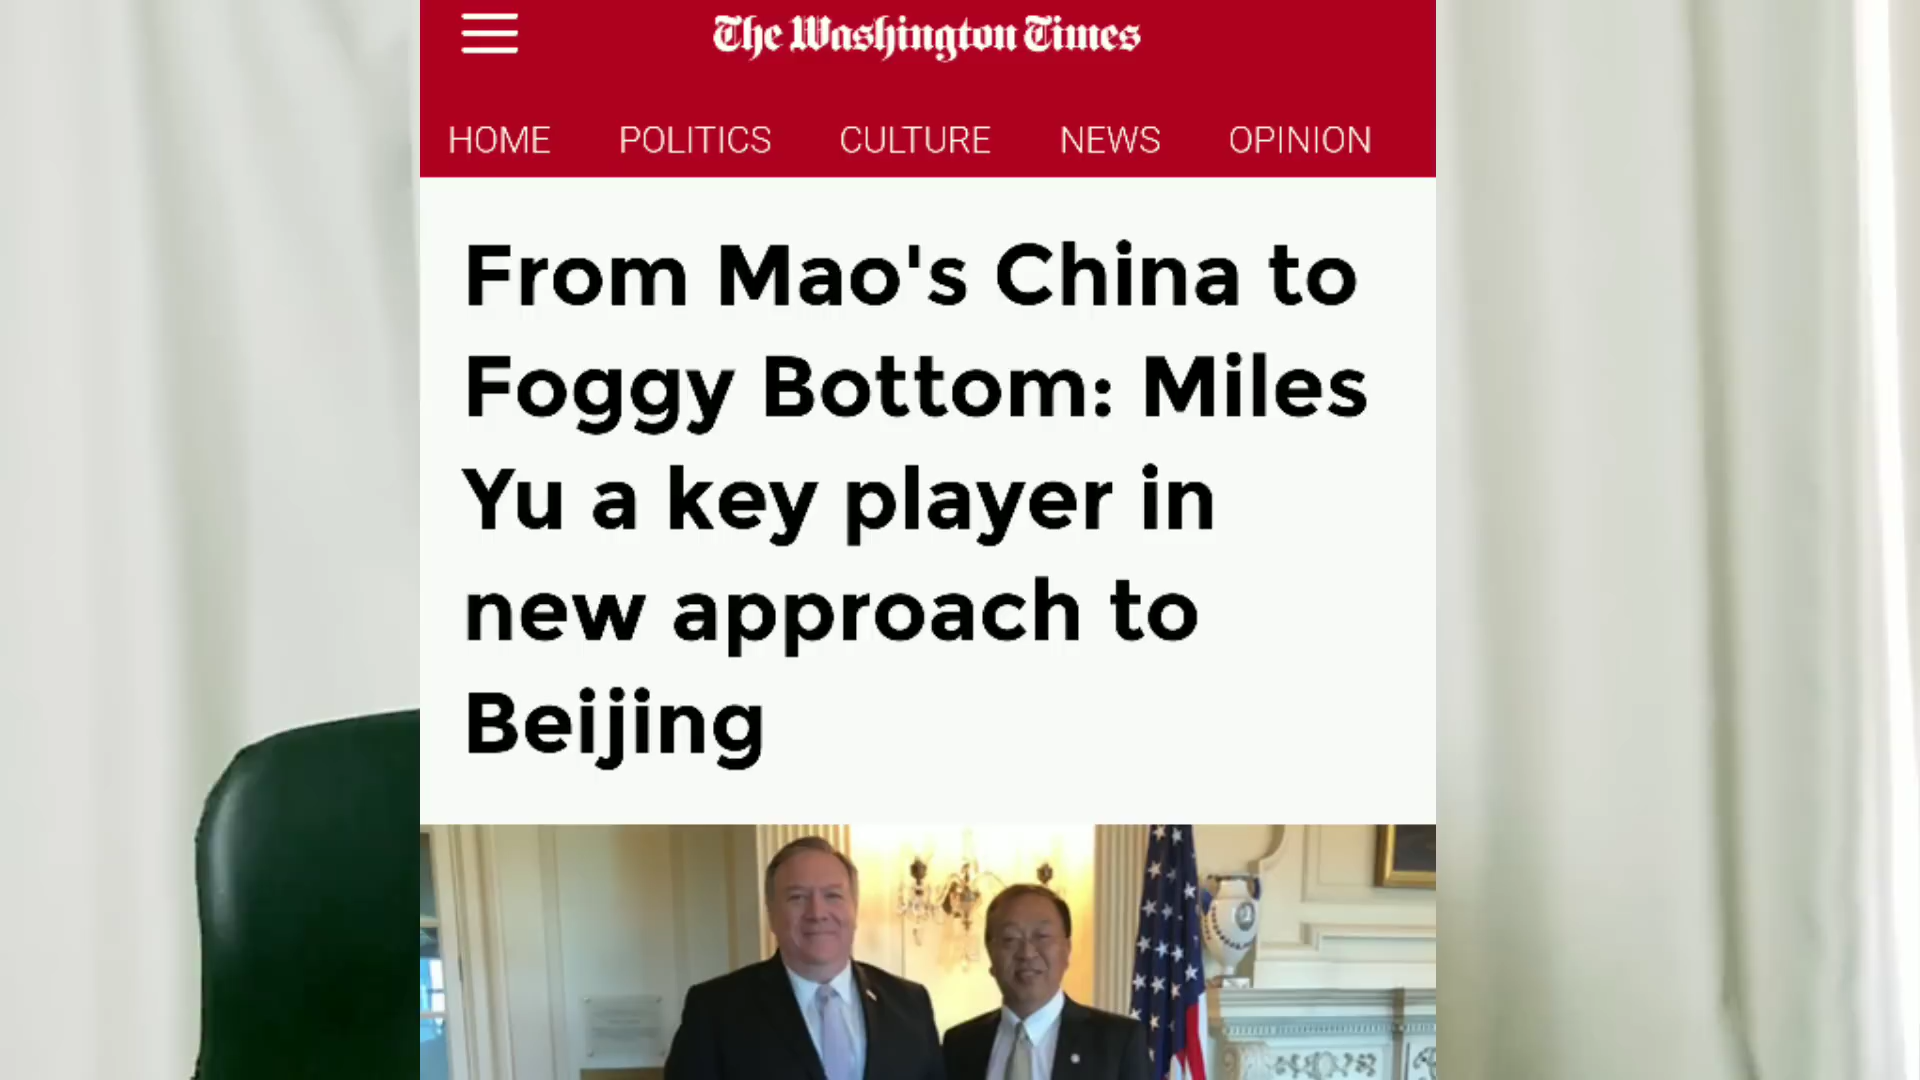 The Washington Times
HOME POLITICS CULTURE NEWS OPINION
From Mao's China to
Foggy Bottom: Miles
Yu a key player in
new approach to
Beijing